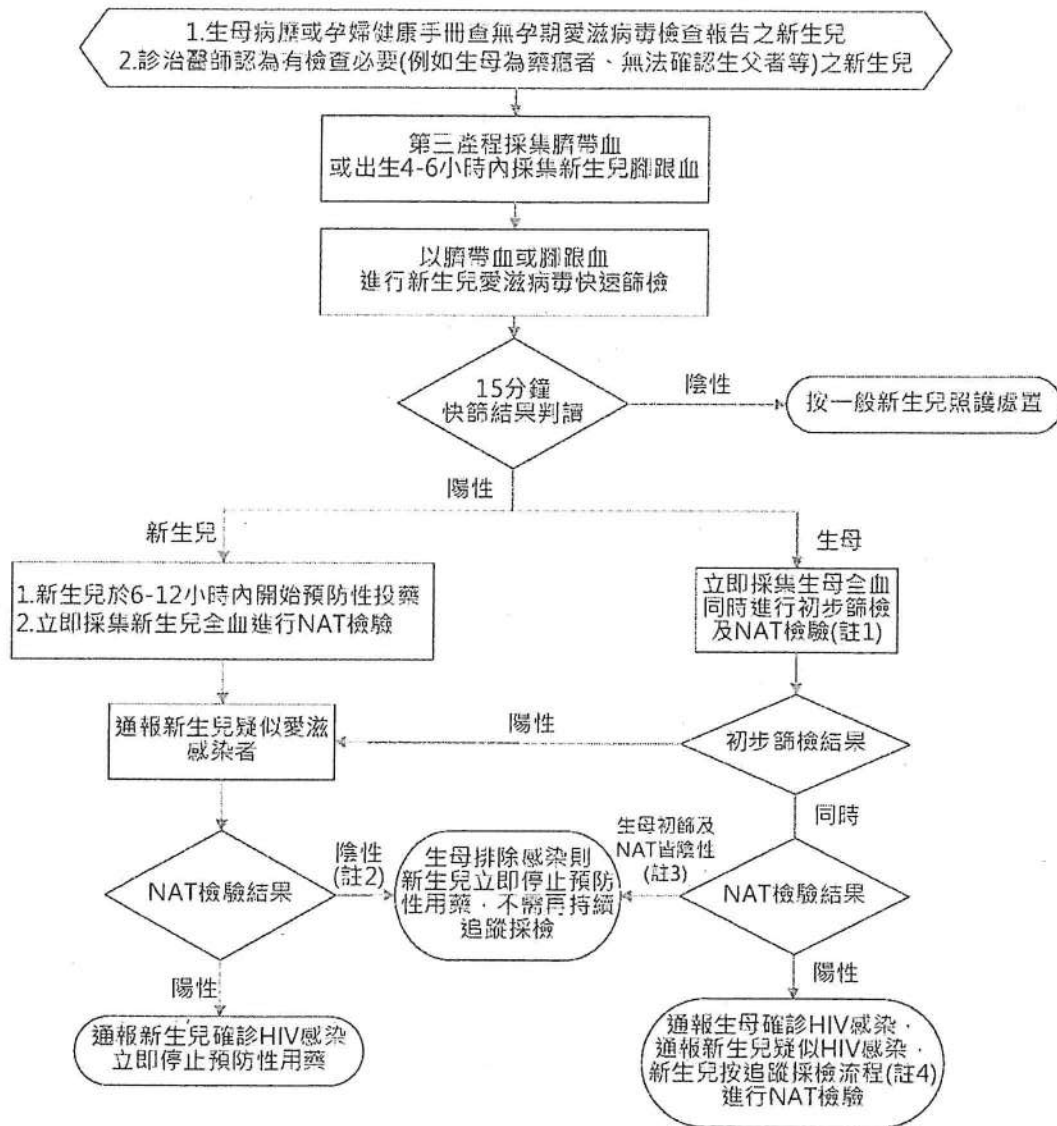 1.生母病歷或孕婦健康手冊查無孕期愛滋病毒檢查報告之新生兒
2.診治醫師認為有檢查必要(例如生母為藥癮者、無法確認生父者等)之新生兒
第三產程採集臍帶血
或出生4-6小時內採集新生兒腳跟血
以臍帶血或腳跟血
進行新生兒愛滋病毒快速篩檢
15分鐘
快篩結果判讀
陰性
按一般新生兒照護處置
陽性
新生兒
生母
1.新生兒於6-12小時內開始預防性投藥
2.立即採集新生兒全血進行NAT檢驗
立即採集生母全血
同時進行初步篩檢
及NAT檢驗(註1)
通報新生兒疑似愛滋
感染者
陽性
初步篩檢結果
同時
NAT檢驗結果
陰性
(註2)
生母排除感染則
新生兒立即停止預防
性用藥，不需再持續
追蹤採檢
生母初篩及
NAT皆陰性
(註3)
NAT檢驗結果
陽性
陽性
通報新生兒確診HIV感染
立即停止預防性用藥
通報生母確診HIV感染，
通報新生兒疑似HIV感染，
新生兒按追蹤採檢流程(註4)
進行NAT檢驗